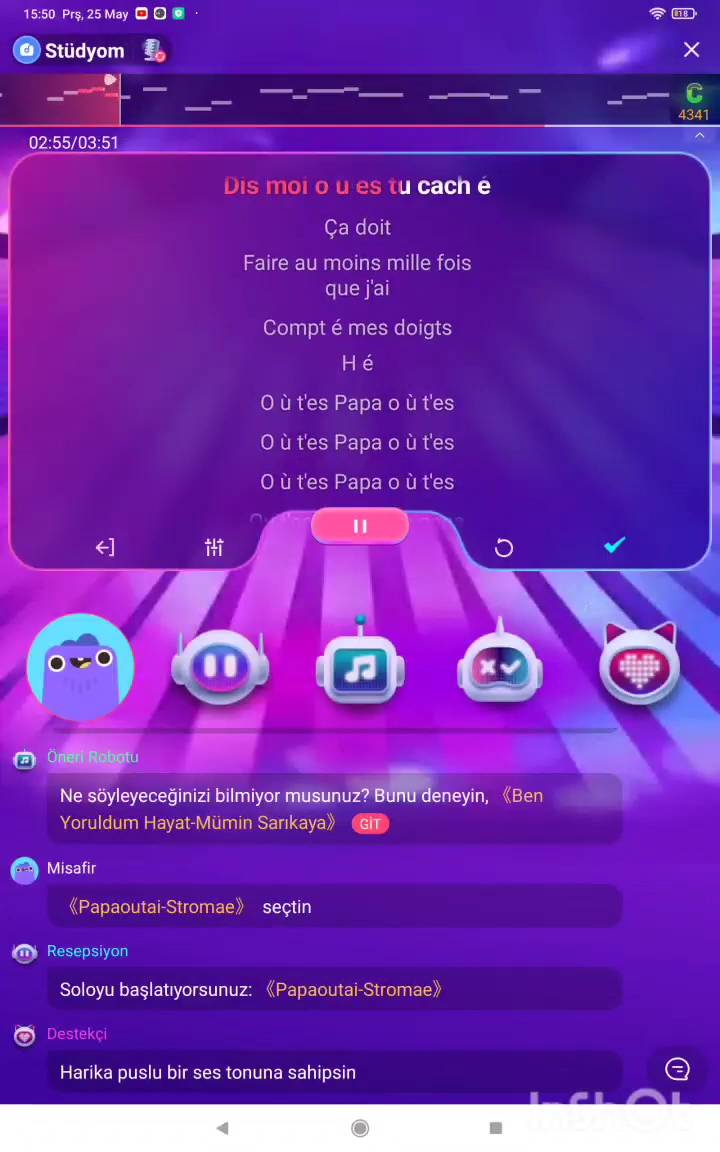 15:50 Prş, 25 May
18
Stüdyom
4341
02:55/03:51
Dis moi o u es tu cach é
Ça doit
Faire au moins mille fois
que j'ai
Compt é mes doigts
H é
O ù t'es Papa o ù t'es
O ù t'es Papa o ù t'es
O ù t'es Papa o ù t'es
Öneri Robotu
Ne söyleyeceğinizi bilmiyor musunuz? Bunu deneyin, 《Ben
Yoruldum Hayat-Mümin Sarıkaya》 GİT
Misafir
《Papaoutai-Stromae》 seçtin
Resepsiyon
Soloyu başlatıyorsunuz: 《Papaoutai-Stromae》
Destekçi
Harika puslu bir ses tonuna sahipsin
InShOt